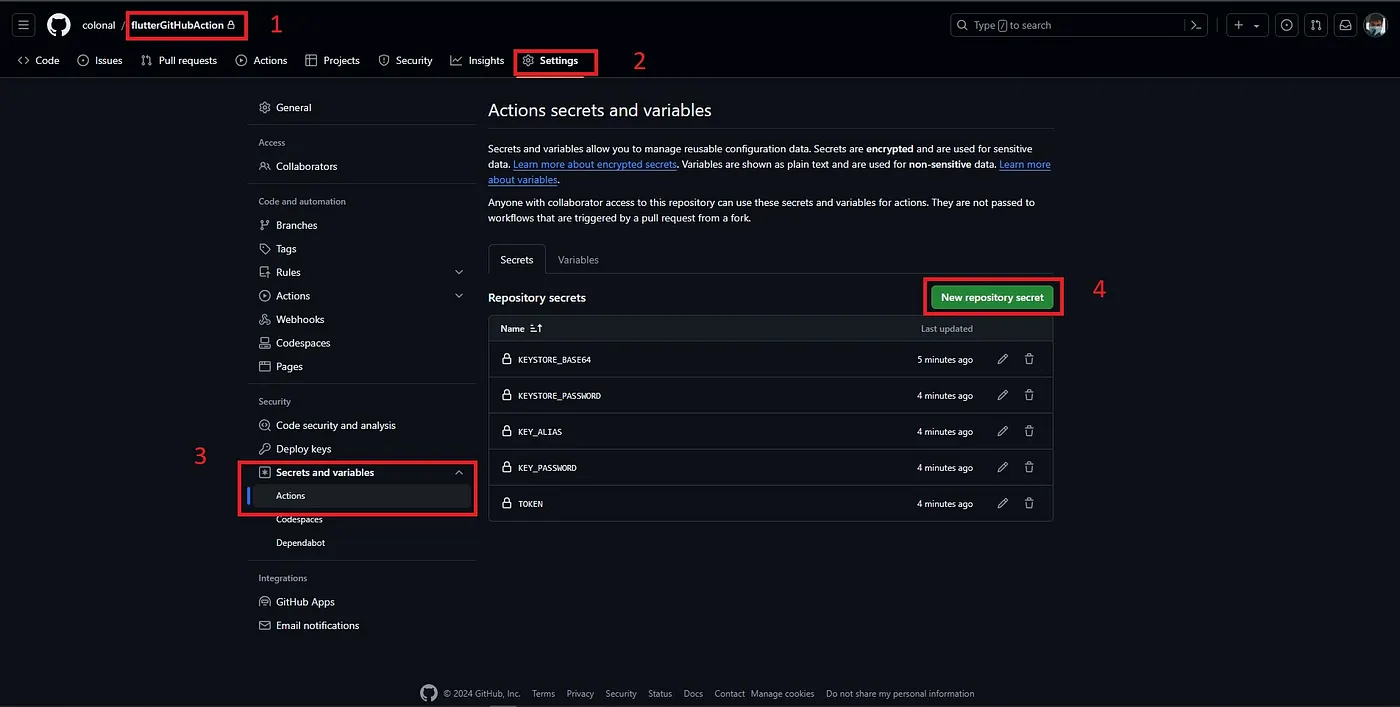 colonal / flutterGitHubAction 1
Type / to search
Code Issues Pull requests Actions Projects Security Insights Settings 2
General
Access
Collaborators
Code and automation
Branches
Tags
Rules
Actions
Webhooks
Codespaces
Pages
Security
Code security and analysis
Deploy keys
3
Secrets and variables
Actions
Codespaces
Dependabot
Integrations
GitHub Apps
Email notifications
Actions secrets and variables
Secrets and variables allow you to manage reusable configuration data. Secrets are encrypted and are used for sensitive
data. Learn more about encrypted secrets. Variables are shown as plain text and are used for non-sensitive data. Learn more
about variables.
Anyone with collaborator access to this repository can use these secrets and variables for actions. They are not passed to
workflows that are triggered by a pull request from a fork.
Secrets Variables
Repository secrets New repository secret 4
Name Last updated
KEYSTORE_BASE64 5 minutes ago
KEYSTORE_PASSWORD 4 minutes ago
KEY_ALIAS 4 minutes ago
KEY_PASSWORD 4 minutes ago
TOKEN 4 minutes ago
© 2024 GitHub, Inc. Terms Privacy Security Status Docs Contact Manage cookies Do not share my personal information